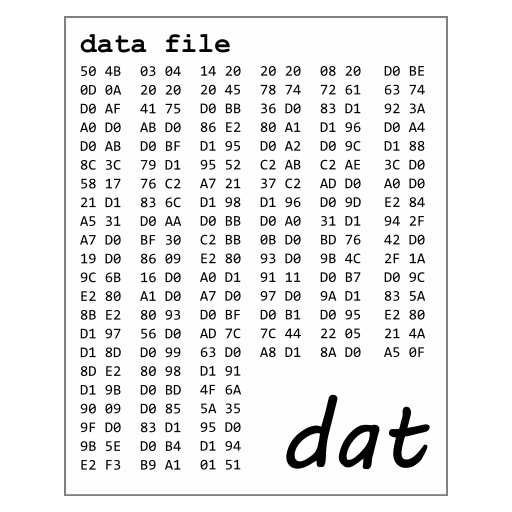 data file
50 4B 03 04 14 20 20 20 08 20 D0 BE
0D 0A 20 20 20 45 78 74 72 61 63 74
D0 AF 41 75 D0 BB 36 D0 83 D1 92 3A
A0 D0 AB D0 86 E2 80 A1 D1 96 D0 A4
D0 AB D0 BF D1 95 D0 A2 D0 9C D1 88
8C 3C 79 D1 95 52 C2 AB C2 AE 3C D0
58 17 76 C2 A7 21 37 C2 AD D0 A0 D0
21 D1 83 6C D1 98 D1 96 D0 9D E2 84
A5 31 D0 AA D0 BB D0 A0 31 D1 94 2F
A7 D0 BF 30 C2 BB 0B D0 BD 76 42 D0
19 D0 86 09 E2 80 93 D0 9B 4C 2F 1A
9C 6B 16 D0 A0 D1 91 11 D0 B7 D0 9C
E2 80 A1 D0 A7 D0 97 D0 9A D1 83 5A
8B E2 80 93 D0 BF D0 B1 D0 95 E2 80
D1 97 56 D0 AD 7C 7C 44 22 05 21 4A
D1 8D D0 99 63 D0 A8 D1 8A D0 A5 0F
8D E2 80 98 D1 91
D1 9B D0 BD 4F 6A
90 09 D0 85 5A 35
9F D0 83 D1 95 D0
9B 5E D0 B4 D1 94
E2 F3 B9 A1 01 51
dat